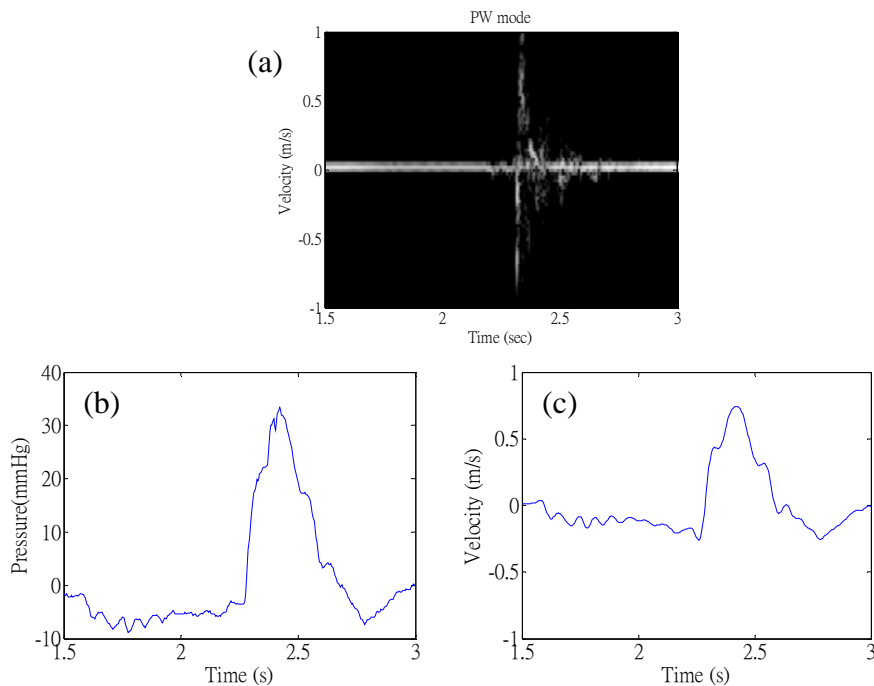 PW mode
(a)
Velocity (m/s)
1
0.5
0
-0.5
-1
1.5 2 2.5 3
Time (sec)
(b)
Pressure(mmHg)
40
30
20
10
0
-10
1.5 2 2.5 3
Time (s)
(c)
Velocity (m/s)
1
0.5
0
-0.5
-1
1.5 2 2.5 3
Time (s)